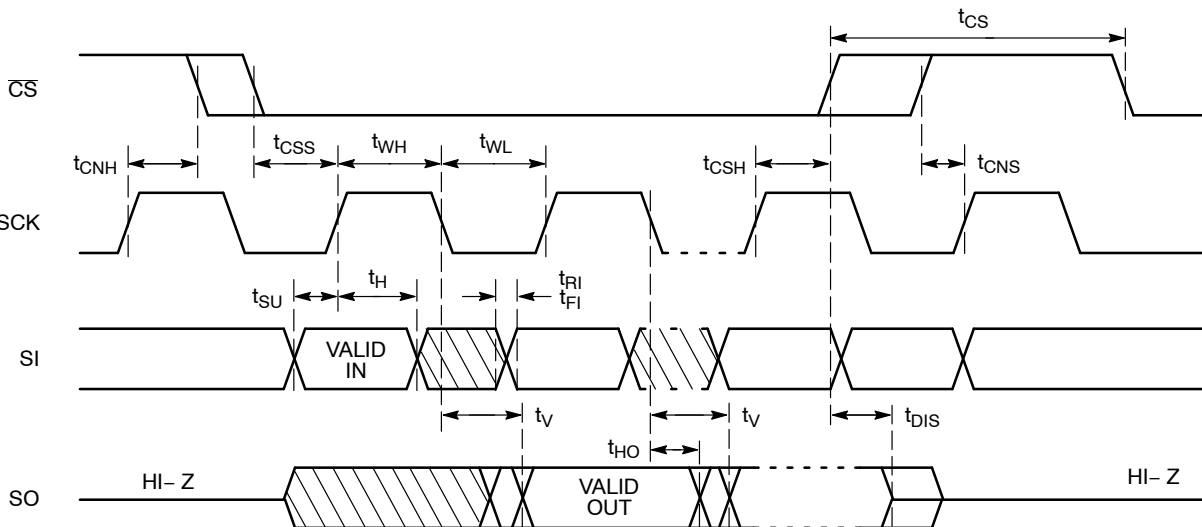 tCS
CS
tCNH
tCSS
tWH
tWL
tCSH
tCNS
SCK
tSU
tH
tRI
tFI
SI
VALID
IN
tV
tV
tDIS
tHO
SO
HI– Z
VALID
OUT
HI– Z